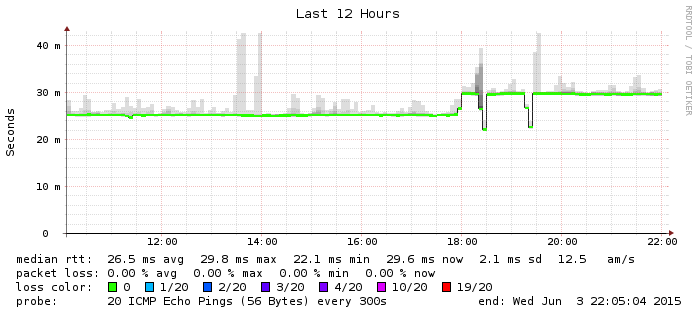 Last 12 Hours
RRDTOOL / TOBI OETIKER
Seconds
40 m
30 m
20 m
10 m
0
12:00 14:00 16:00 18:00 20:00 22:00
median rtt: 26.5 ms avg 29.8 ms max 22.1 ms min 29.6 ms now 2.1 ms sd 12.5 am/s
packet loss: 0.00 % avg 0.00 % max 0.00 % min 0.00 % now
loss color: 0 1/20 2/20 3/20 4/20 10/20 19/20
probe: 20 ICMP Echo Pings (56 Bytes) every 300s end: Wed Jun 3 22:05:04 2015